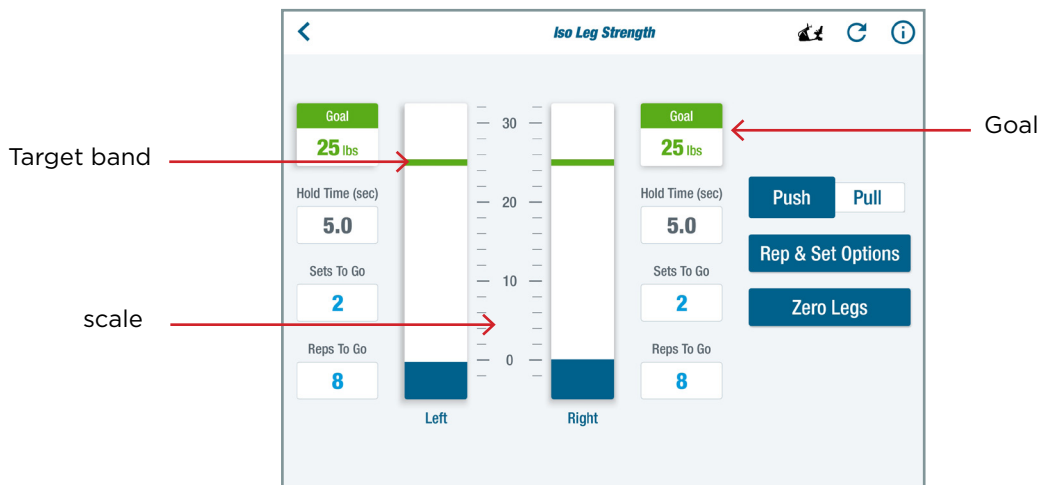 Iso Leg Strength
Goal
25 lbs
Hold Time (sec)
5.0
Sets To Go
2
Reps To Go
8
30
20
10
0
Left
Right
Goal
25 lbs
Hold Time (sec)
5.0
Sets To Go
2
Reps To Go
8
Push Pull
Rep & Set Options
Zero Legs
Target band
scale
Goal